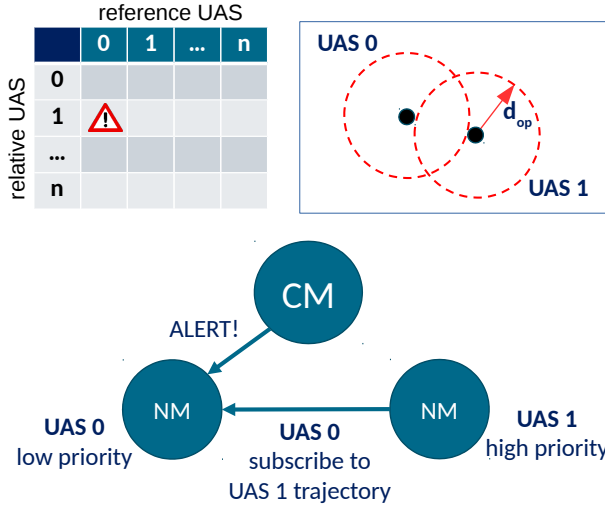 reference UAS
0 1 ... n
relative UAS
0
1 !
...
n
UAS 0
d_op
UAS 1
CM
ALERT!
NM
NM
UAS 0
low priority
UAS 0
subscribe to
UAS 1 trajectory
UAS 1
high priority